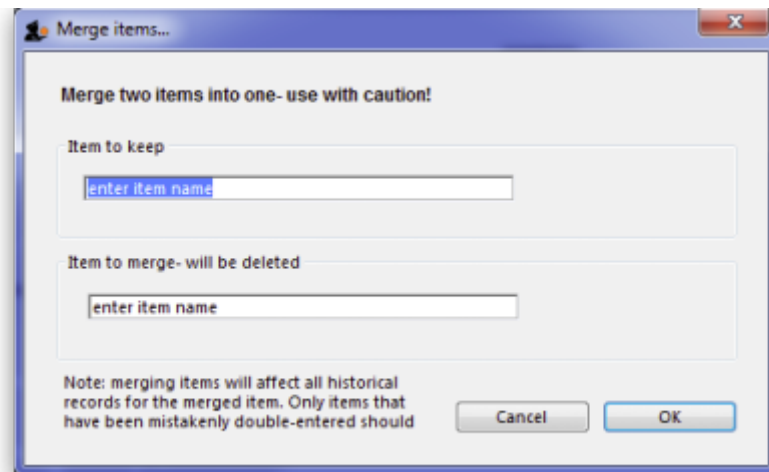 Merge items...
Merge two items into one- use with caution!
Item to keep
enter item name
Item to merge- will be deleted
enter item name
Note: merging items will affect all historical
records for the merged item. Only items that
have been mistakenly double-entered should
Cancel
OK